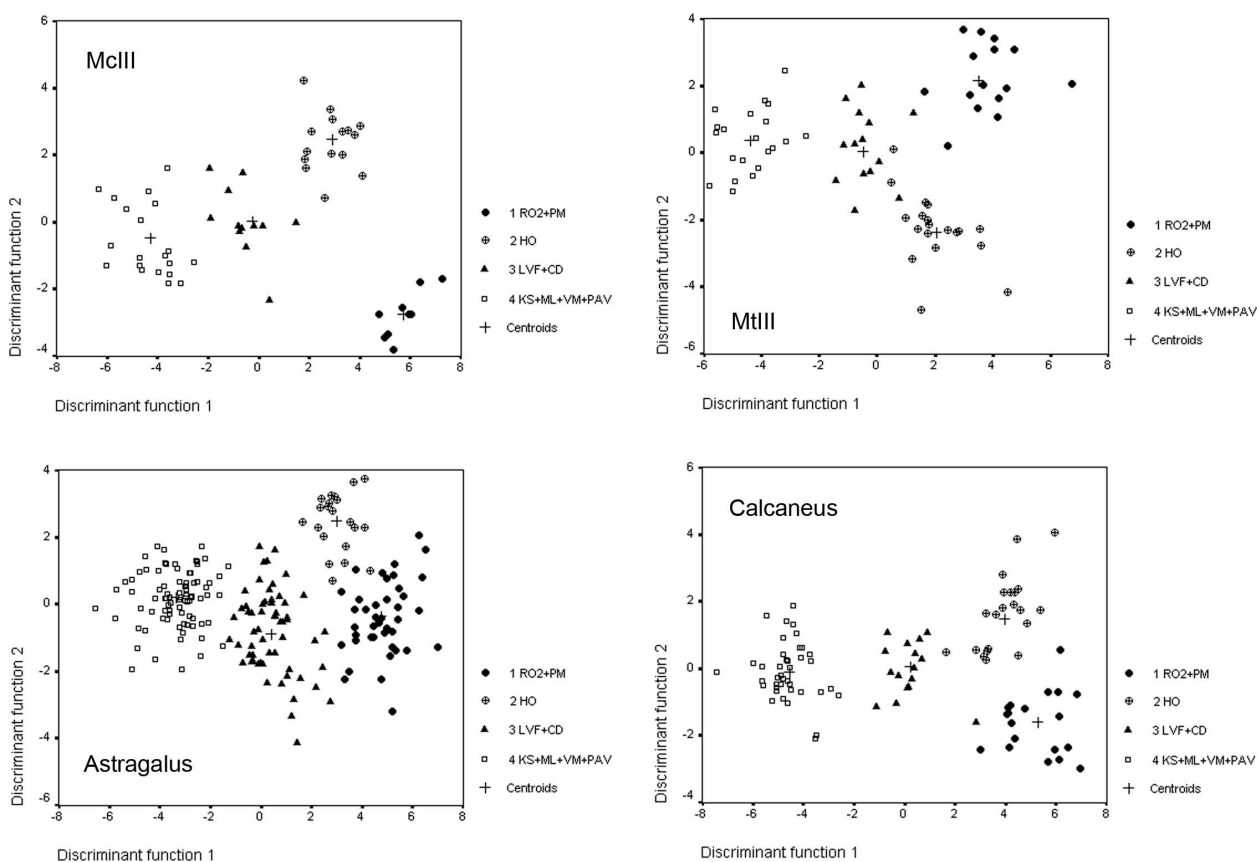 McIII
6
4
2
0
-2
-4
-8 -6 -4 -2 0 2 4 6 8
Discriminant function 2
Discriminant function 1
1 RO2+PM
2 HO
3 LVF+CD
4 KS+ML+VM+PAV
Centroids
MtIII
4
2
0
-2
-4
-6
-6 -4 -2 0 2 4 6 8
Discriminant function 2
Discriminant function 1
1 RO2+PM
2 HO
3 LVF+CD
4 KS+ML+VM+PAV
Centroids
Astragalus
4
2
0
-2
-4
-6
-8 -6 -4 -2 0 2 4 6 8
Discriminant function 2
Discriminant function 1
1 RO2+PM
2 HO
3 LVF+CD
4 KS+ML+VM+PAV
Centroids
Calcaneus
6
4
2
0
-2
-4
-8 -6 -4 -2 0 2 4 6 8
Discriminant function 2
Discriminant function 1
1 RO2+PM
2 HO
3 LVF+CD
4 KS+ML+VM+PAV
Centroids